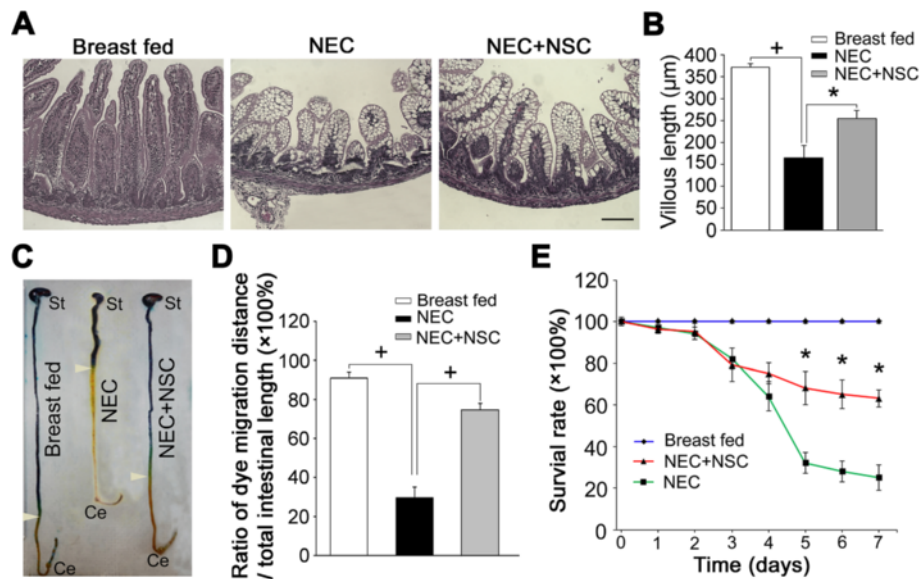 A
Breast fed
NEC
NEC+NSC
B
Breast fed
NEC
NEC+NSC
Villous length (μm)
400
350
300
250
200
150
100
50
0
+
*
C
St
St
St
Breast fed
NEC
NEC+NSC
Ce
Ce
Ce
D
Ratio of dye migration distance
/ total intestinal length (×100%)
Breast fed
NEC
NEC+NSC
120
100
80
60
40
20
0
+
+
E
Survial rate (×100%)
120
100
80
60
40
20
0
*
*
*
Breast fed
NEC+NSC
NEC
0 1 2 3 4 5 6 7
Time (days)